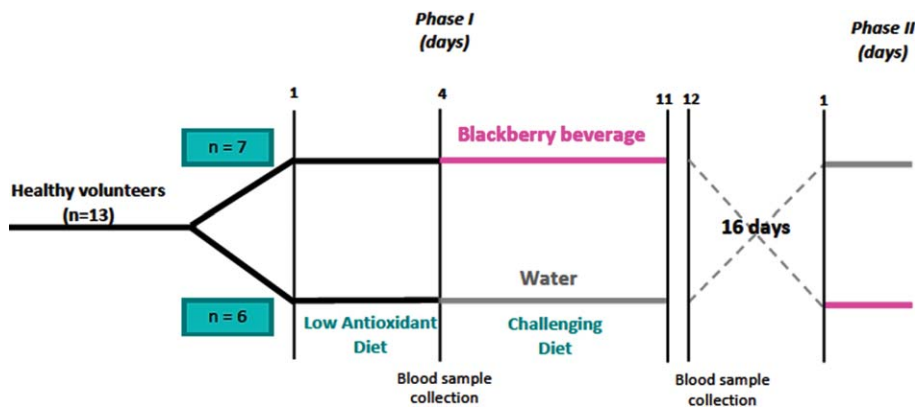 Phase I
(days)
Phase II
(days)
1
4
11
12
1
n = 7
Blackberry beverage
Healthy volunteers
(n=13)
16 days
Water
n = 6
Low Antioxidant
Diet
Challenging
Diet
Blood sample
collection
Blood sample
collection